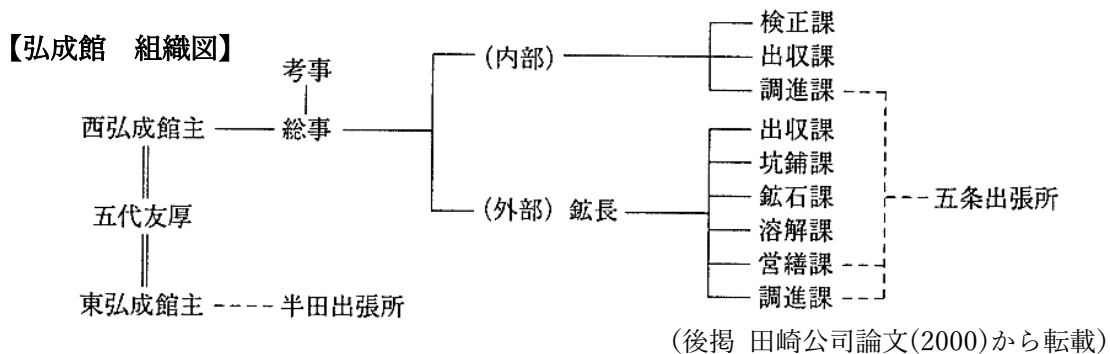 【弘成館 組織図】
考事
西弘成館主
総事
五代友厚
東弘成館主
半田出張所
(内部)
検正課
出収課
調進課
(外部) 鉱長
出収課
坑鋪課
鉱石課
溶解課
営繕課
調進課
五条出張所
(後掲 田崎公司論文(2000)から転載)